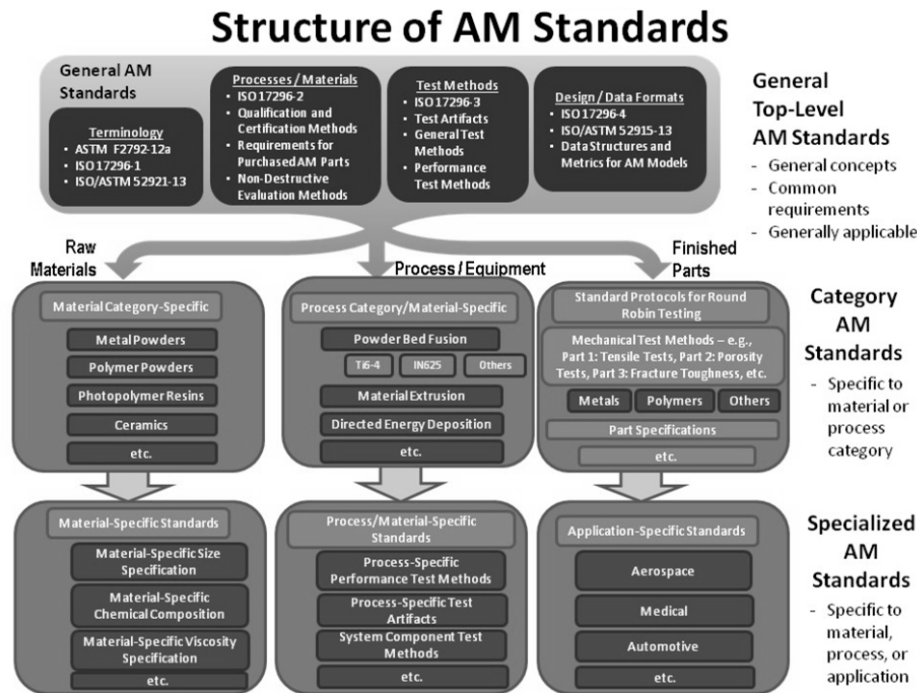 Structure of AM Standards
General AM
Standards
Terminology
• ASTM F2792-12a
• ISO 17296-1
• ISO/ASTM 52921-13
Processes / Materials
• ISO 17296-2
• Qualification and
Certification Methods
• Requirements for
Purchased AM Parts
• Non-Destructive
Evaluation Methods
Test Methods
• ISO 17296-3
• Test Artifacts
• General Test
Methods
• Performance
Test Methods
Design / Data Formats
• ISO 17296-4
• ISO/ASTM 52915-13
• Data Structures and
Metrics for AM Models
General
Top-Level
AM Standards
- General concepts
- Common
requirements
- Generally applicable
Raw
Materials
Process / Equipment
Finished
Parts
Material Category-Specific
Metal Powders
Polymer Powders
Photopolymer Resins
Ceramics
etc.
Process Category/Material-Specific
Powder Bed Fusion
Ti6-4
IN625
Others
Material Extrusion
Directed Energy Deposition
etc.
Standard Protocols for Round
Robin Testing
Mechanical Test Methods – e.g.,
Part 1: Tensile Tests, Part 2: Porosity
Tests, Part 3: Fracture Toughness, etc.
Metals
Polymers
Others
Part Specifications
etc.
Category
AM
Standards
- Specific to
material or
process
category
Material-Specific Standards
Material-Specific Size
Specification
Material-Specific
Chemical Composition
Material-Specific Viscosity
Specification
etc.
Process/Material-Specific
Standards
Process-Specific
Performance Test Methods
Process-Specific Test
Artifacts
System Component Test
Methods
etc.
Application-Specific Standards
Aerospace
Medical
Automotive
etc.
Specialized
AM
Standards
- Specific to
material,
process, or
application